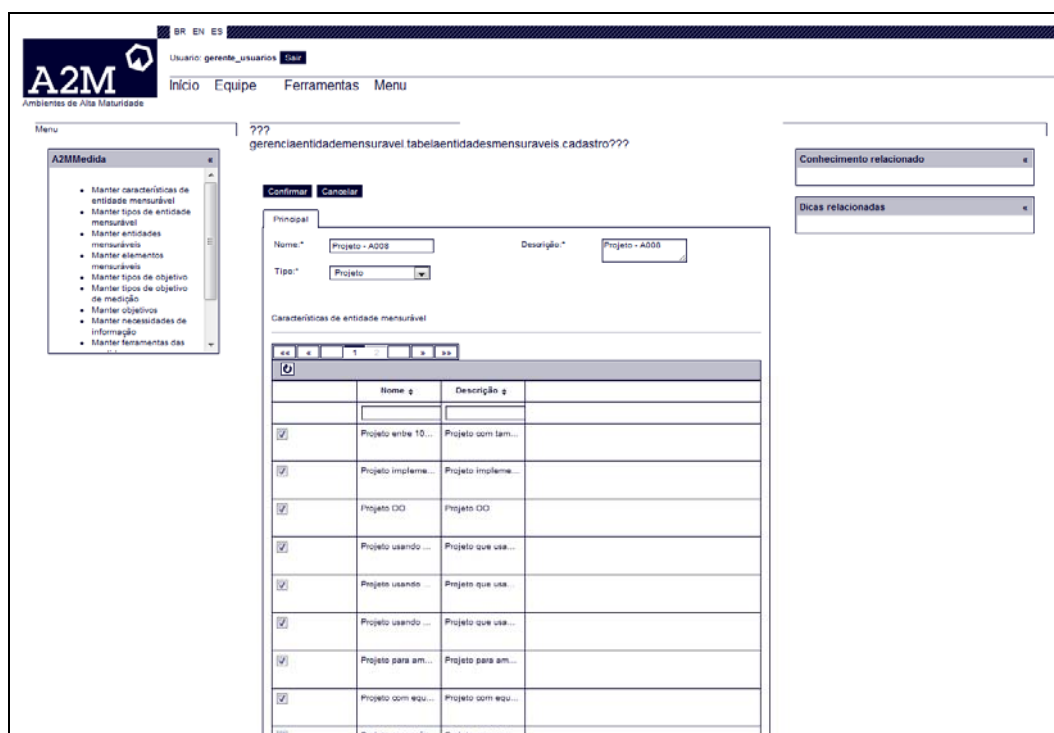 BR EN ES
Usuario: gerente_usuarios Sair
A2M
Ambientes de Alta Maturidade
Início Equipe Ferramentas Menu
Menu
A2MMedida «
Manter características de
entidade mensurável
Manter tipos de entidade
mensurável
Manter entidades
mensuráveis
Manter elementos
mensuráveis
Manter tipos de objetivo
Manter tipos de objetivo
de medição
Manter objetivos
Manter necessidades de
informação
Manter ferramentas das
???
gerenciaentidademensuravel.tabelaentidadesmensuraveis.cadastro???
Confirmar Cancelar
Principal
Nome:* Projeto - A008 Descrição:* Projeto - A008
Tipo:* Projeto
Características de entidade mensurável
«« « 1 2 » »»
Nome Descrição
Projeto entre 10... Projeto com tam...
Projeto impleme... Projeto impleme...
Projeto OO Projeto OO
Projeto usando ... Projeto que usa...
Projeto usando ... Projeto que usa...
Projeto usando ... Projeto que usa...
Projeto para am... Projeto para am...
Projeto com equ... Projeto com equ...
Conhecimento relacionado «
Dicas relacionadas «